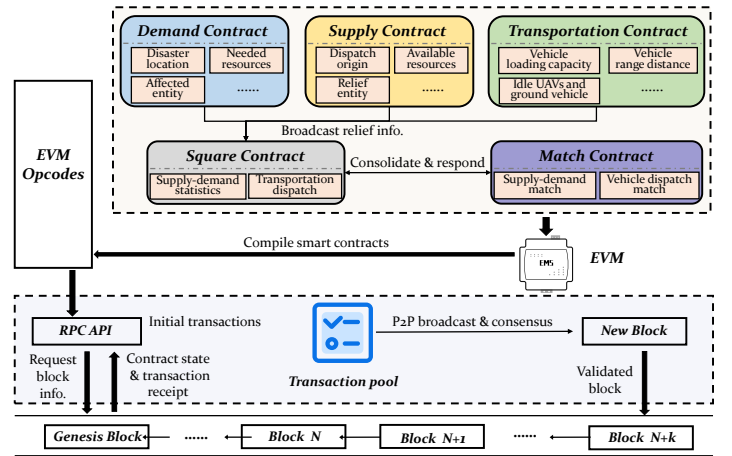 Demand Contract
Disaster
location
Needed
resources
Affected
entity
......
Supply Contract
Dispatch
origin
Available
resources
Relief
entity
......
Transportation Contract
Vehicle
loading capacity
Vehicle
range distance
Idle UAVs and
ground vehicle
......
Broadcast relief info.
EVM
Opcodes
Square Contract
Supply-demand
statistics
Transportation
dispatch
Consolidate & respond
Match Contract
Supply-demand
match
Vehicle dispatch
match
Compile smart contracts
EMS
EVM
RPC API
Initial transactions
P2P broadcast & consensus
New Block
Transaction pool
Request
block
info.
Contract state
& transaction
receipt
Validated
block
Genesis Block
......
Block N
Block N+1
......
Block N+k